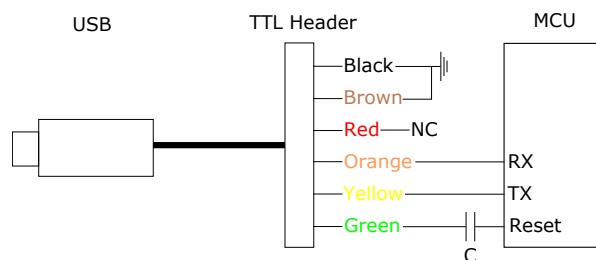 USB
TTL Header
MCU
Black
Brown
Red NC
Orange RX
Yellow TX
Green Reset
C